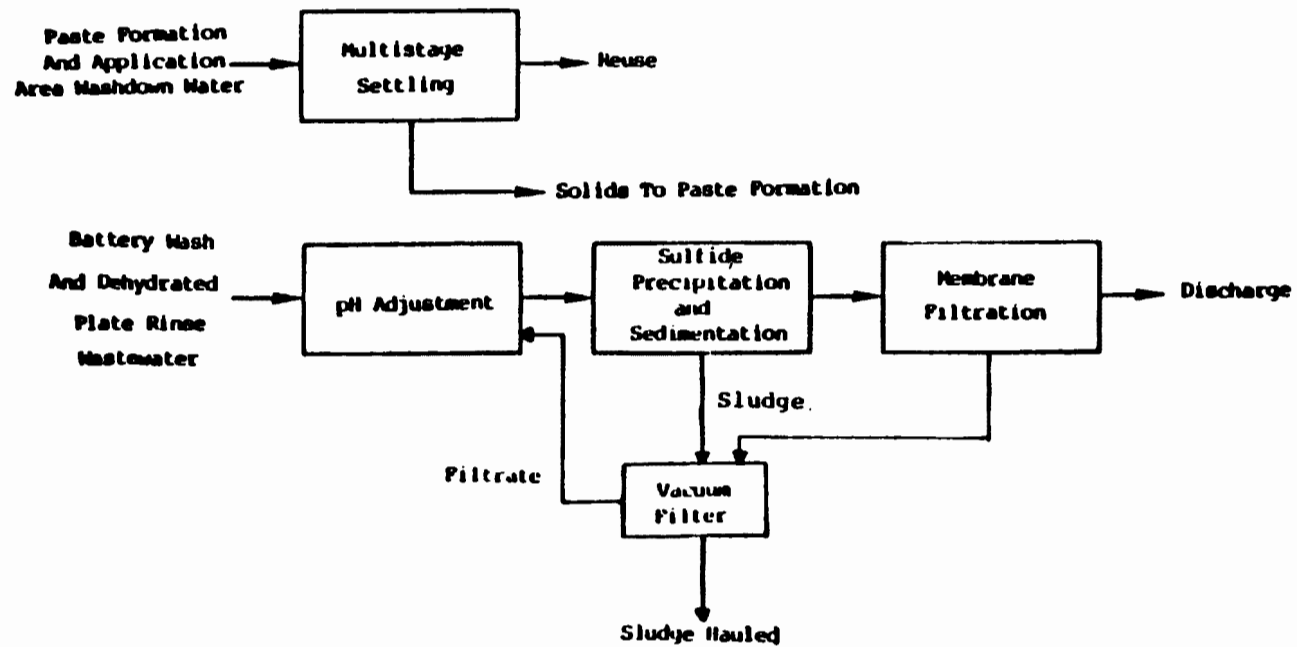 Paste Formation
And Application
Area Washdown Water
Multistage
Settling
Reuse
Solids To Paste Formation
Battery Wash
And Dehydrated
Plate Rinse
Wastewater
pH Adjustment
Sulfide
Precipitation
and
Sedimentation
Membrane
Filtration
Discharge
Sludge
Filtrate
Vacuum
Filter
Sludge Hauled